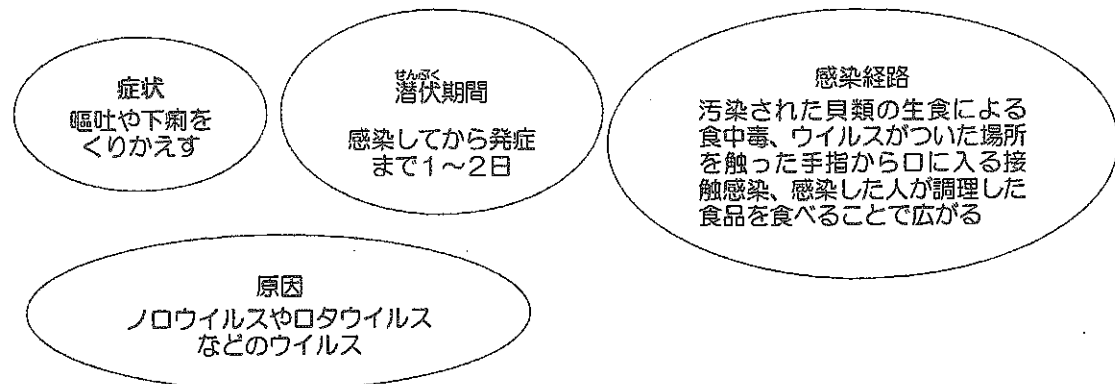 症状
嘔吐や下痢を
くりかえす
せんぷく
潜伏期間
感染してから発症
まで1～2日
感染経路
汚染された貝類の生食による
食中毒、ウイルスがついた場所
を触った手指から口に入る接
触感染、感染した人が調理した
食品を食べることで広がる
原因
ノロウイルスやロタウイルス
などのウイルス